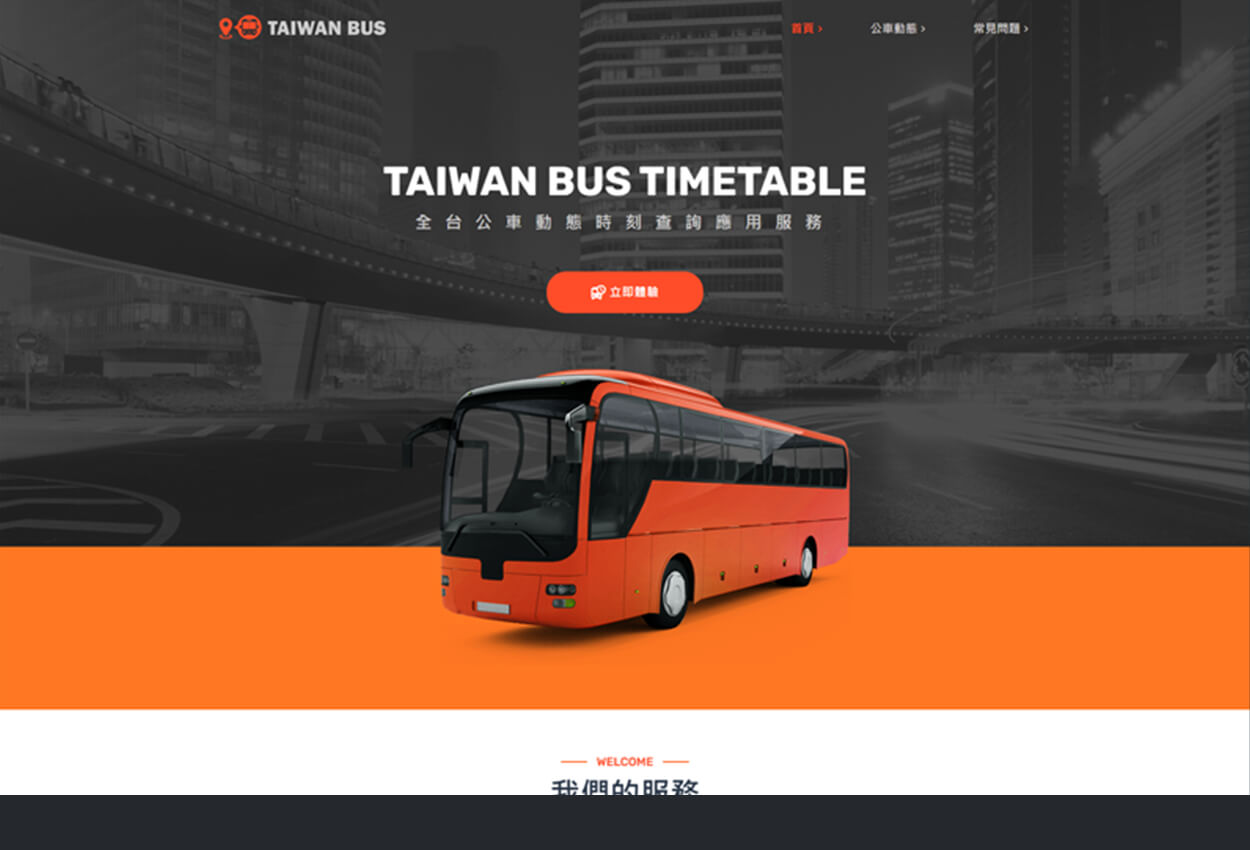 TAIWAN BUS
首頁 ›
公車動態 ›
常見問題 ›
TAIWAN BUS TIMETABLE
全台公車動態時刻查詢應用服務
立即體驗
WELCOME
我們的服務